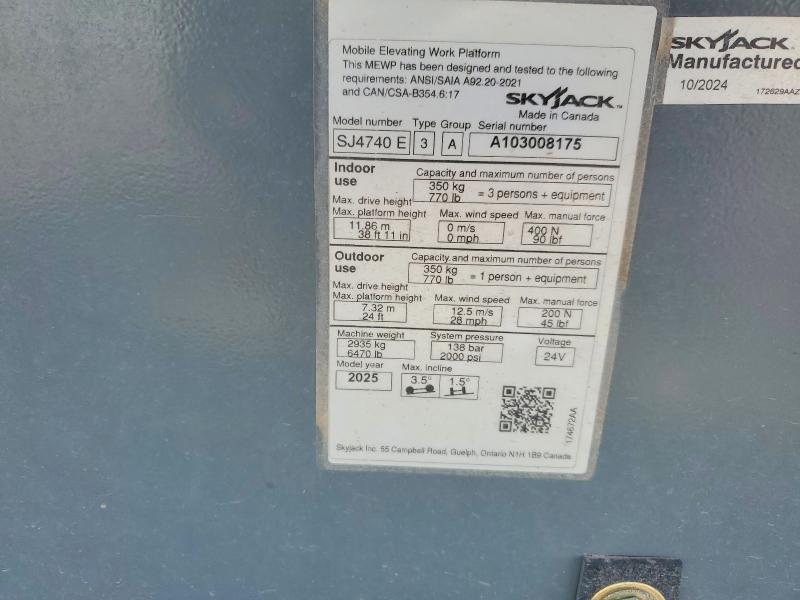 Mobile Elevating Work Platform
This MEWP has been designed and tested to the following
requirements: ANSI/SAIA A92.20-2021
and CAN/CSA-B354.6:17
SKYJACK™
Made in Canada
Model number Type Group Serial number
SJ4740 E 3 A A103008175
Indoor
use
Capacity and maximum number of persons
350 kg
770 lb = 3 persons + equipment
Max. drive height
Max. platform height Max. wind speed Max. manual force
11.86 m 0 m/s 400 N
38 ft 11 in 0 mph 90 lbf
Outdoor
use
Capacity and maximum number of persons
350 kg
770 lb = 1 person + equipment
Max. drive height
Max. platform height Max. wind speed Max. manual force
7.32 m 12.5 m/s 200 N
24 ft 28 mph 45 lbf
Machine weight System pressure Voltage
2935 kg 138 bar 24V
6470 lb 2000 psi
Model year Max. incline
2025 3.5° 1.5°
174672AA
Skyjack Inc. 55 Campbell Road, Guelph, Ontario N1H 1B9 Canada
SKYJACK
Manufactured
10/2024 172629AAZ